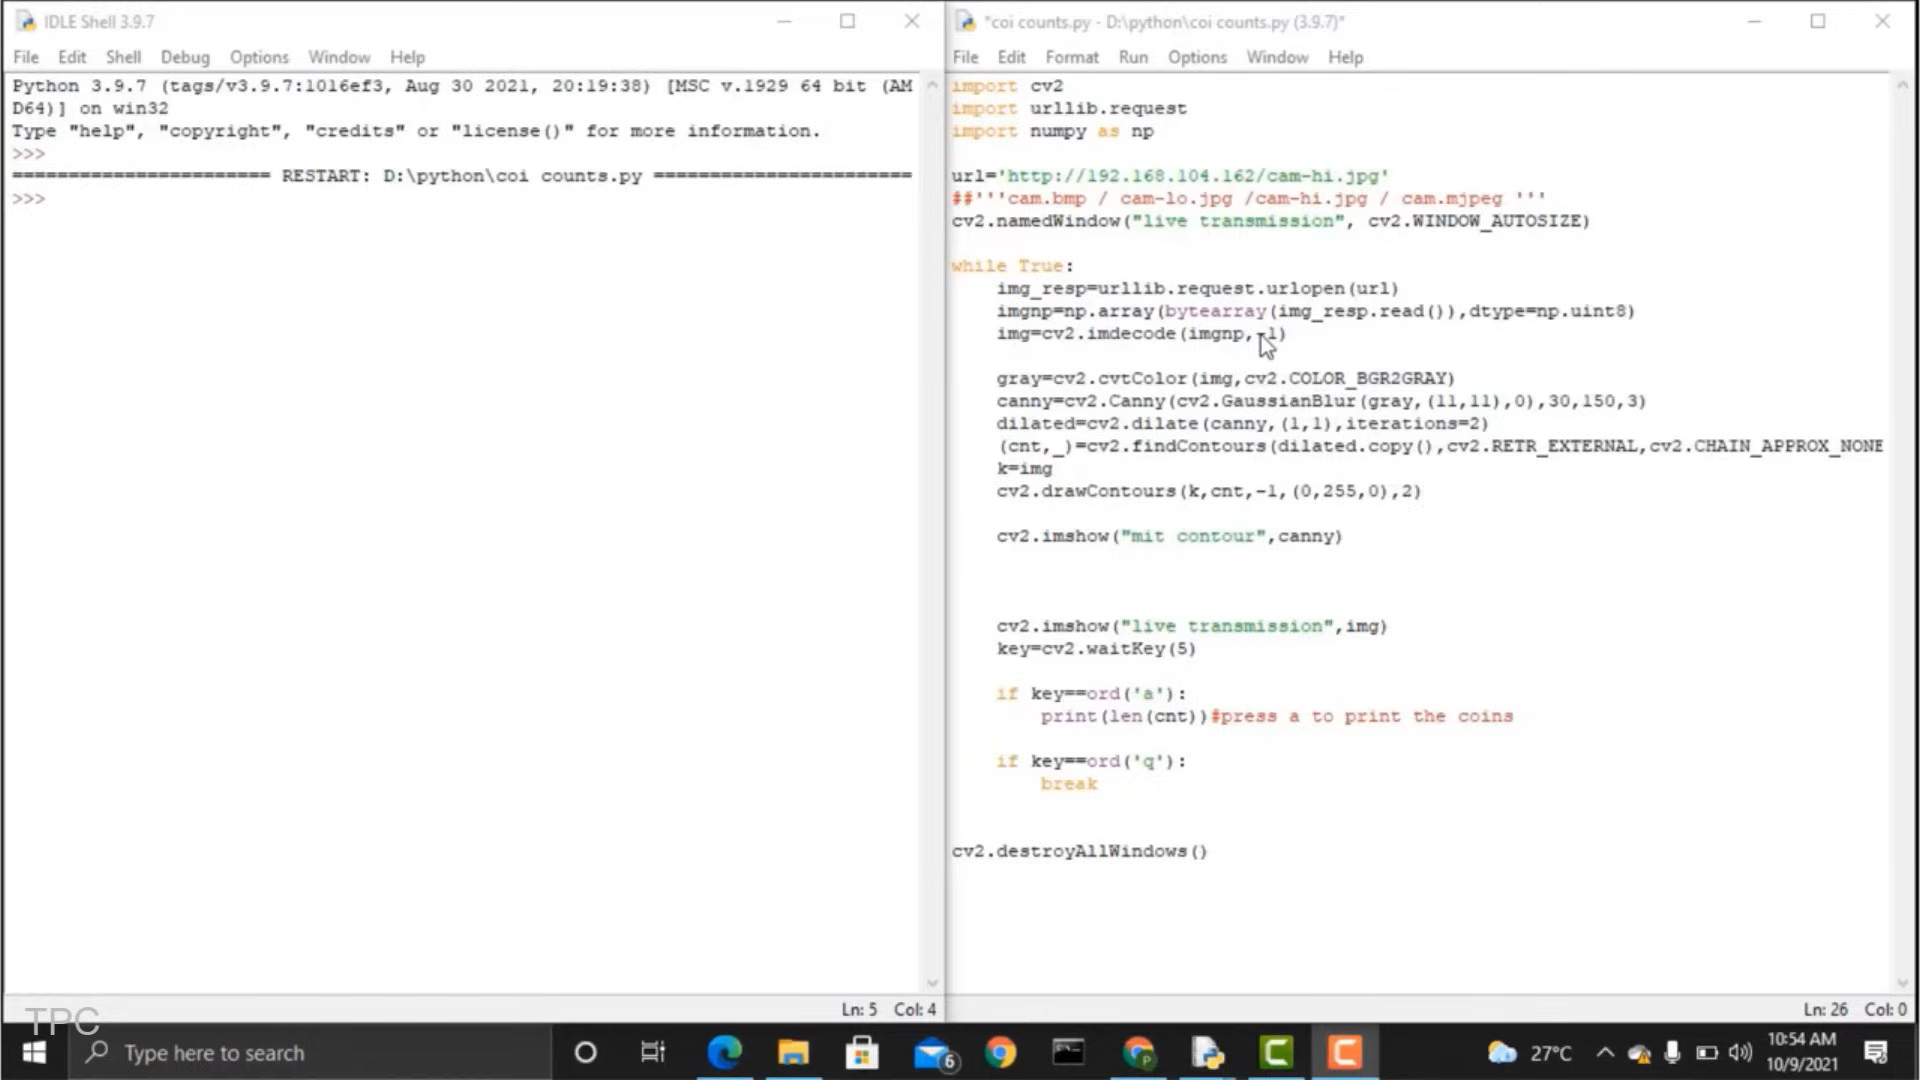 IDLE Shell 3.9.7
File Edit Shell Debug Options Window Help
Python 3.9.7 (tags/v3.9.7:1016ef3, Aug 30 2021, 20:19:38) [MSC v.1929 64 bit (AM
D64)] on win32
Type "help", "copyright", "credits" or "license()" for more information.
>>>
======================= RESTART: D:\python\coi counts.py =======================
>>>
Ln: 5 Col: 4
*coi counts.py - D:\python\coi counts.py (3.9.7)*
File Edit Format Run Options Window Help
import cv2
import urllib.request
import numpy as np
url='http://192.168.104.162/cam-hi.jpg'
##'''cam.bmp / cam-lo.jpg /cam-hi.jpg / cam.mjpeg '''
cv2.namedWindow("live transmission", cv2.WINDOW_AUTOSIZE)
while True:
    img_resp=urllib.request.urlopen(url)
    imgnp=np.array(bytearray(img_resp.read()),dtype=np.uint8)
    img=cv2.imdecode(imgnp,-1)
    gray=cv2.cvtColor(img,cv2.COLOR_BGR2GRAY)
    canny=cv2.Canny(cv2.GaussianBlur(gray,(11,11),0),30,150,3)
    dilated=cv2.dilate(canny,(1,1),iterations=2)
    (cnt,_)=cv2.findContours(dilated.copy(),cv2.RETR_EXTERNAL,cv2.CHAIN_APPROX_NONE
    k=img
    cv2.drawContours(k,cnt,-1,(0,255,0),2)
    cv2.imshow("mit contour",canny)
    cv2.imshow("live transmission",img)
    key=cv2.waitKey(5)
    if key==ord('a'):
        print(len(cnt))#press a to print the coins
    if key==ord('q'):
        break
cv2.destroyAllWindows()
Ln: 26 Col: 0
TPC
Type here to search
6
P
27°C
10:54 AM
10/9/2021